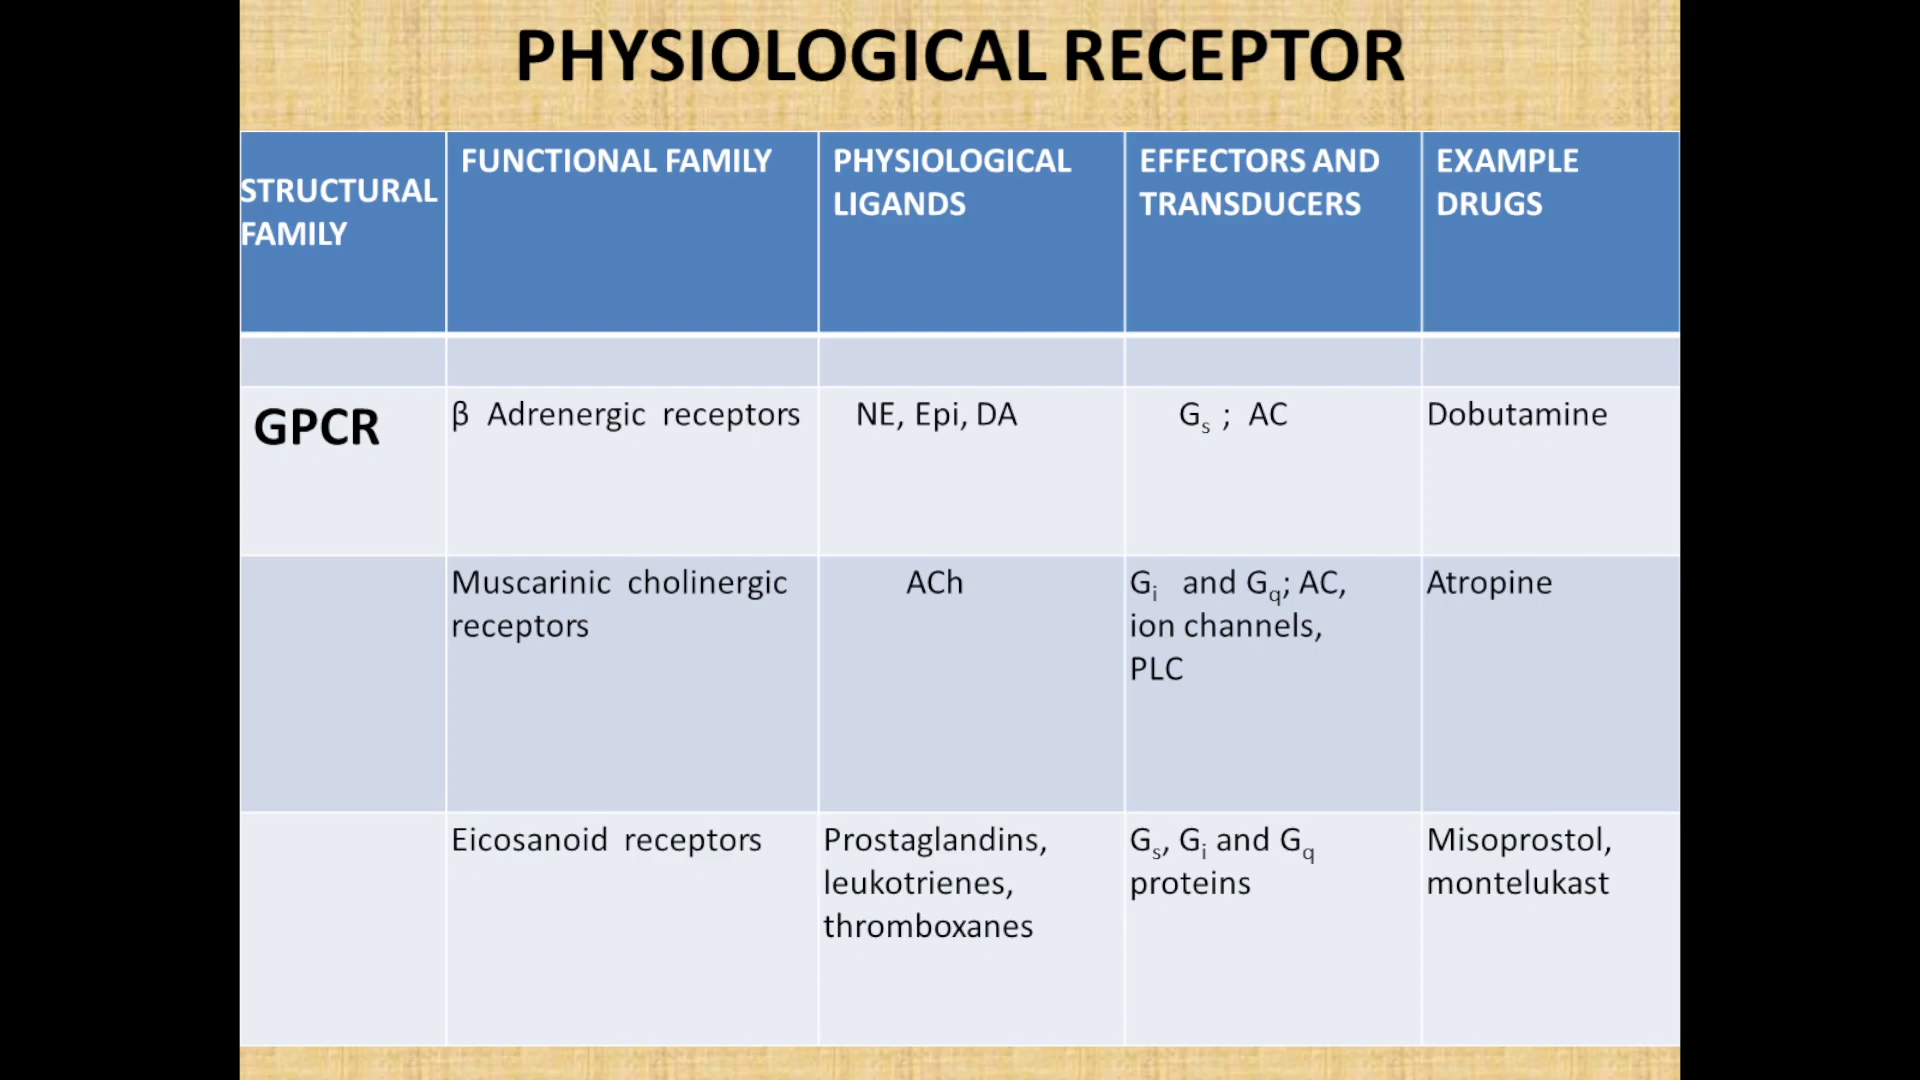 PHYSIOLOGICAL RECEPTOR
STRUCTURAL
FAMILY
FUNCTIONAL FAMILY
PHYSIOLOGICAL
LIGANDS
EFFECTORS AND
TRANSDUCERS
EXAMPLE
DRUGS
GPCR
β Adrenergic receptors
NE, Epi, DA
Gs ; AC
Dobutamine
Muscarinic cholinergic
receptors
ACh
Gi and Gq; AC,
ion channels,
PLC
Atropine
Eicosanoid receptors
Prostaglandins,
leukotrienes,
thromboxanes
Gs, Gi and Gq
proteins
Misoprostol,
montelukast